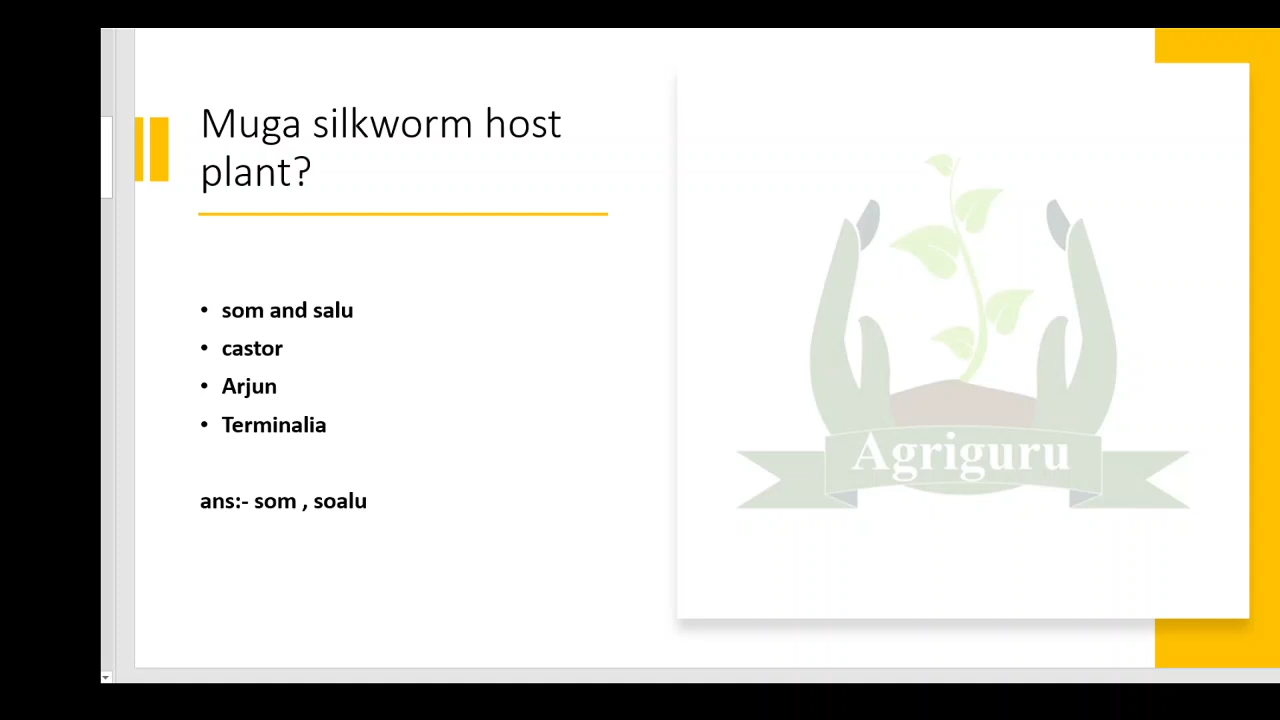 Muga silkworm host
plant?
• som and salu
• castor
• Arjun
• Terminalia
ans:- som , soalu
Agriguru